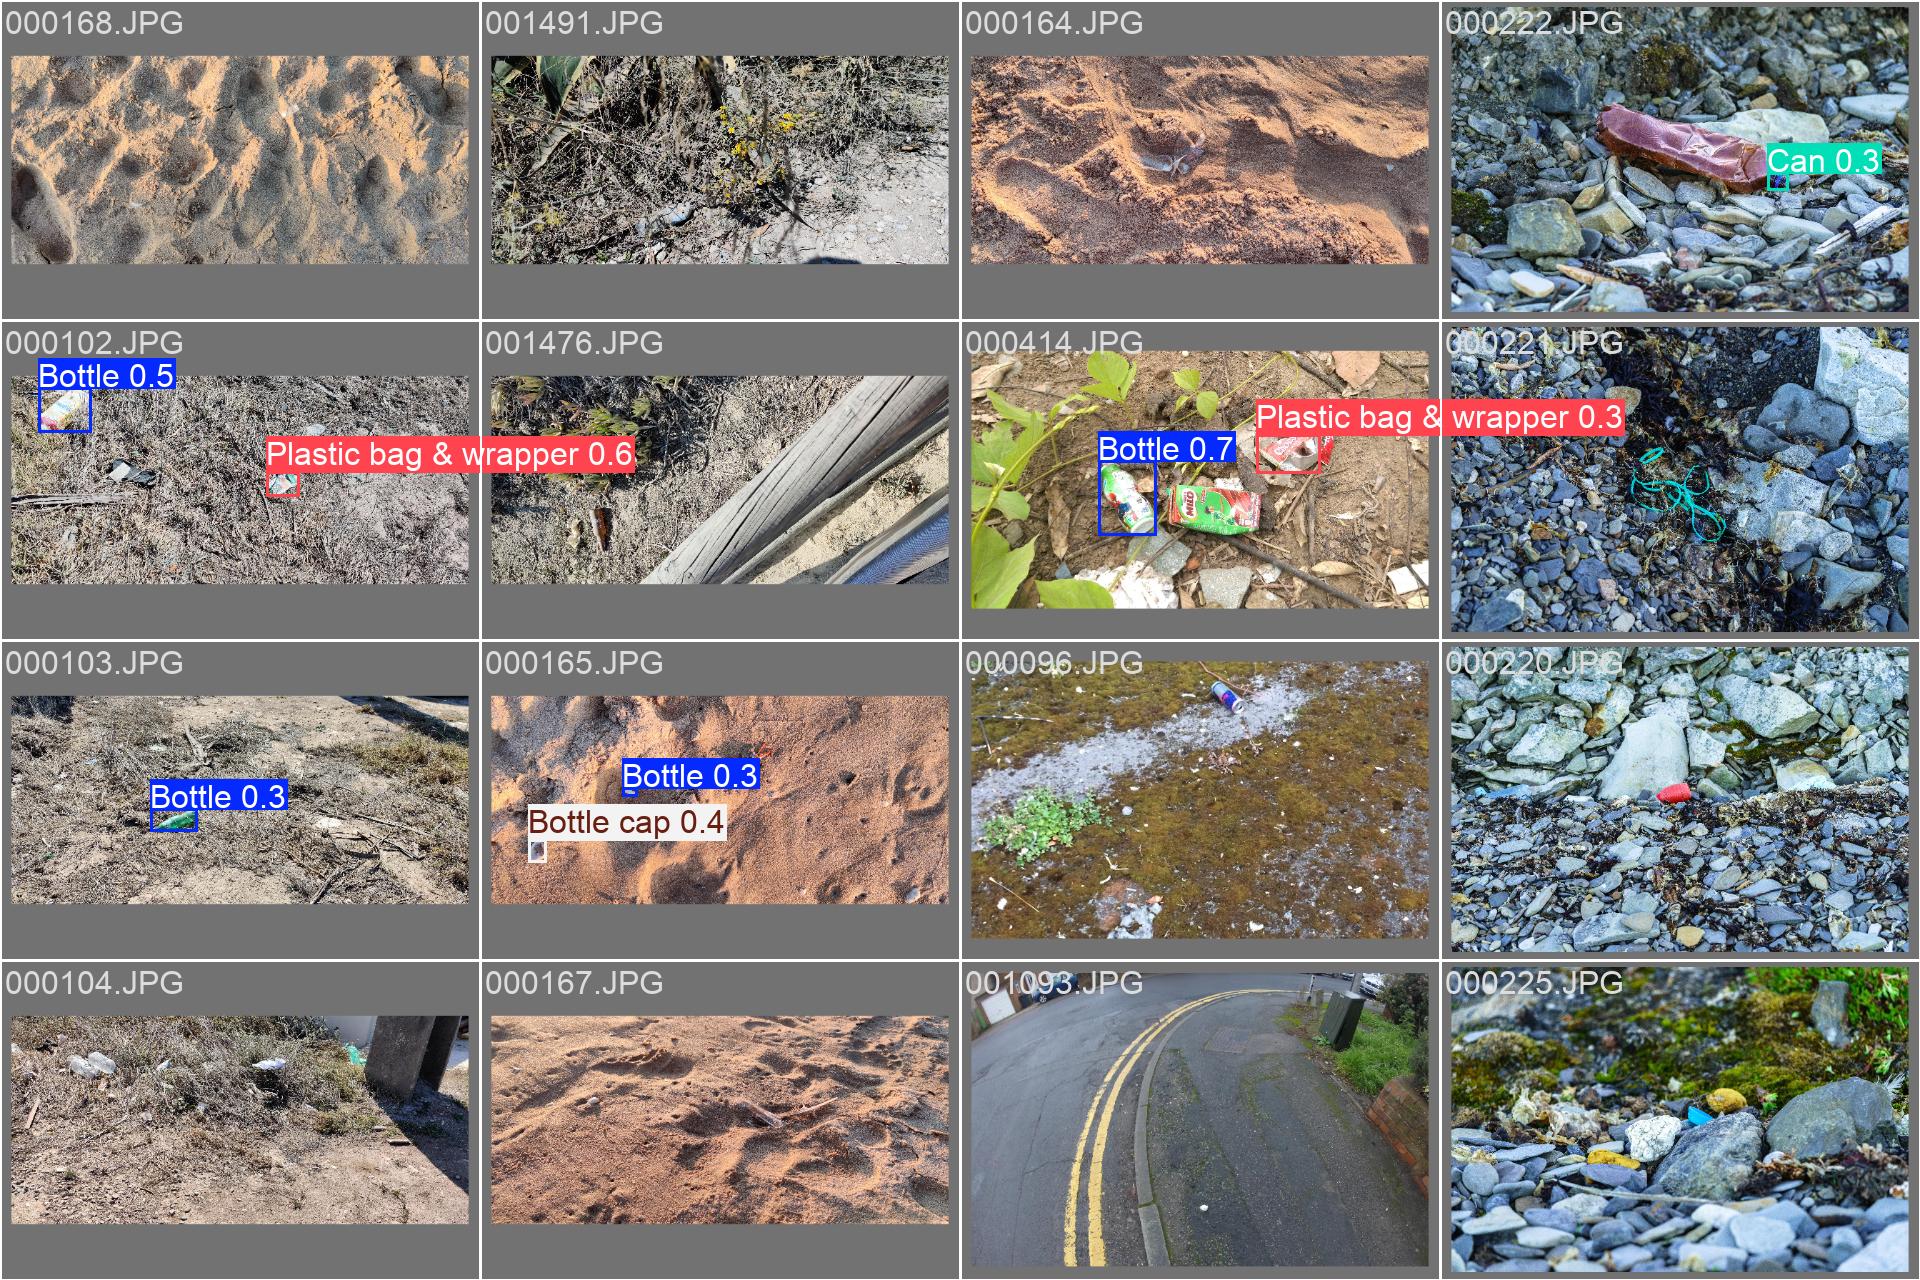 000168.JPG
001491.JPG
000164.JPG
000222.JPG
Can 0.3
000102.JPG
001476.JPG
000414.JPG
000221.JPG
Bottle 0.5
Plastic bag & wrapper 0.6
Plastic bag & wrapper 0.3
Bottle 0.7
MILO
000103.JPG
000165.JPG
000096.JPG
000220.JPG
Bottle 0.3
Bottle 0.3
Bottle cap 0.4
000104.JPG
000167.JPG
001093.JPG
000225.JPG